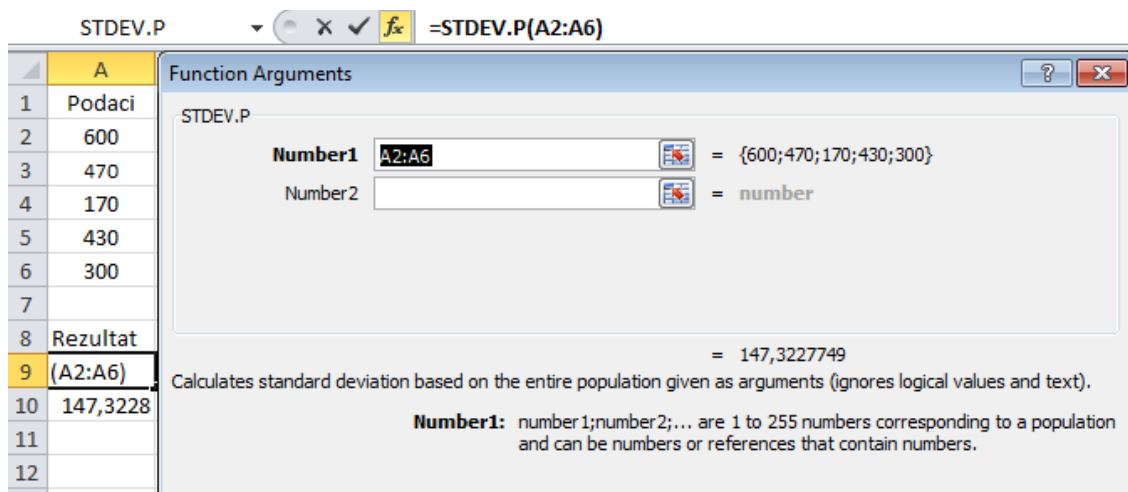 STDEV.P =STDEV.P(A2:A6)
A
Function Arguments
1 Podaci
STDEV.P
2 600
Number1 A2:A6 = {600;470;170;430;300}
3 470
Number2 = number
4 170
5 430
6 300
7
8 Rezultat
= 147,3227749
9 (A2:A6)
Calculates standard deviation based on the entire population given as arguments (ignores logical values and text).
10 147,3228
Number1: number1;number2;... are 1 to 255 numbers corresponding to a population
and can be numbers or references that contain numbers.
11
12